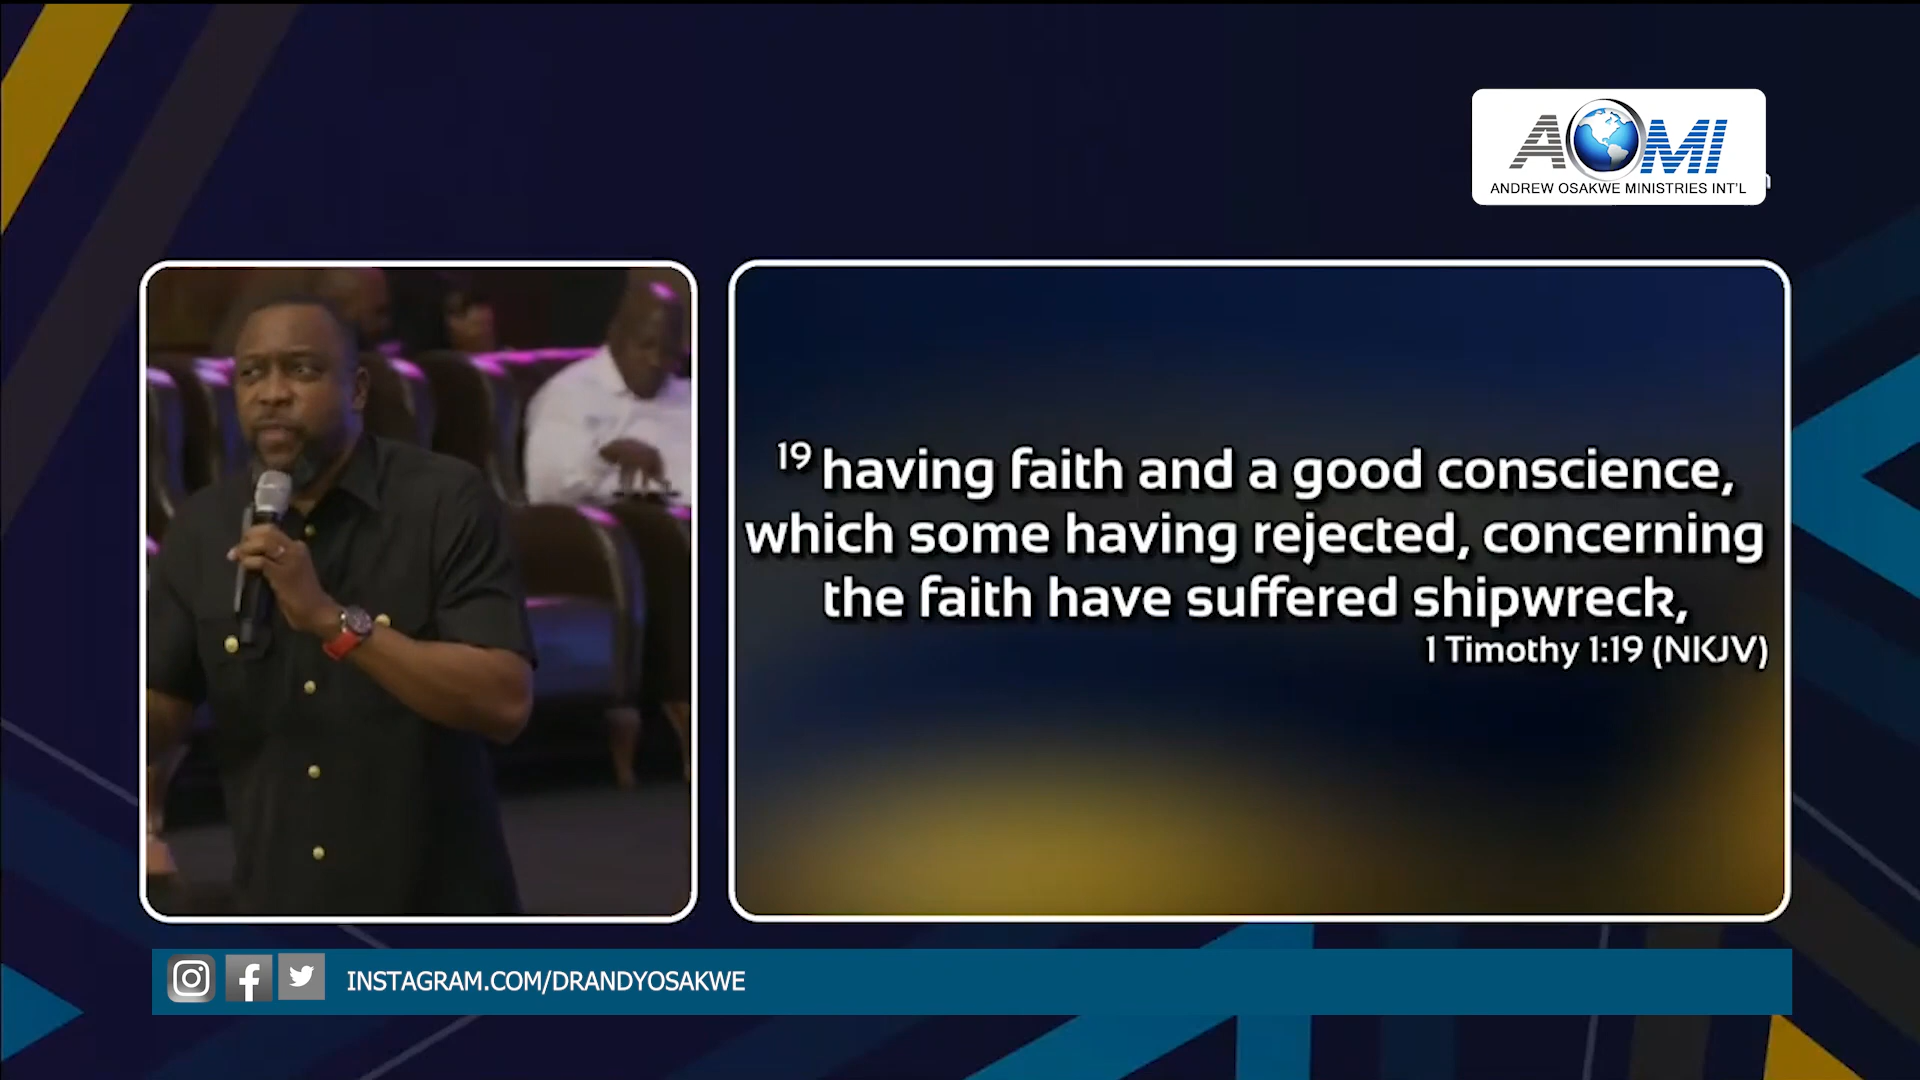 AOMI
ANDREW OSAKWE MINISTRIES INT'L
19 having faith and a good conscience,
which some having rejected, concerning
the faith have suffered shipwreck,
1 Timothy 1:19 (NKJV)
INSTAGRAM.COM/DRANDYOSAKWE